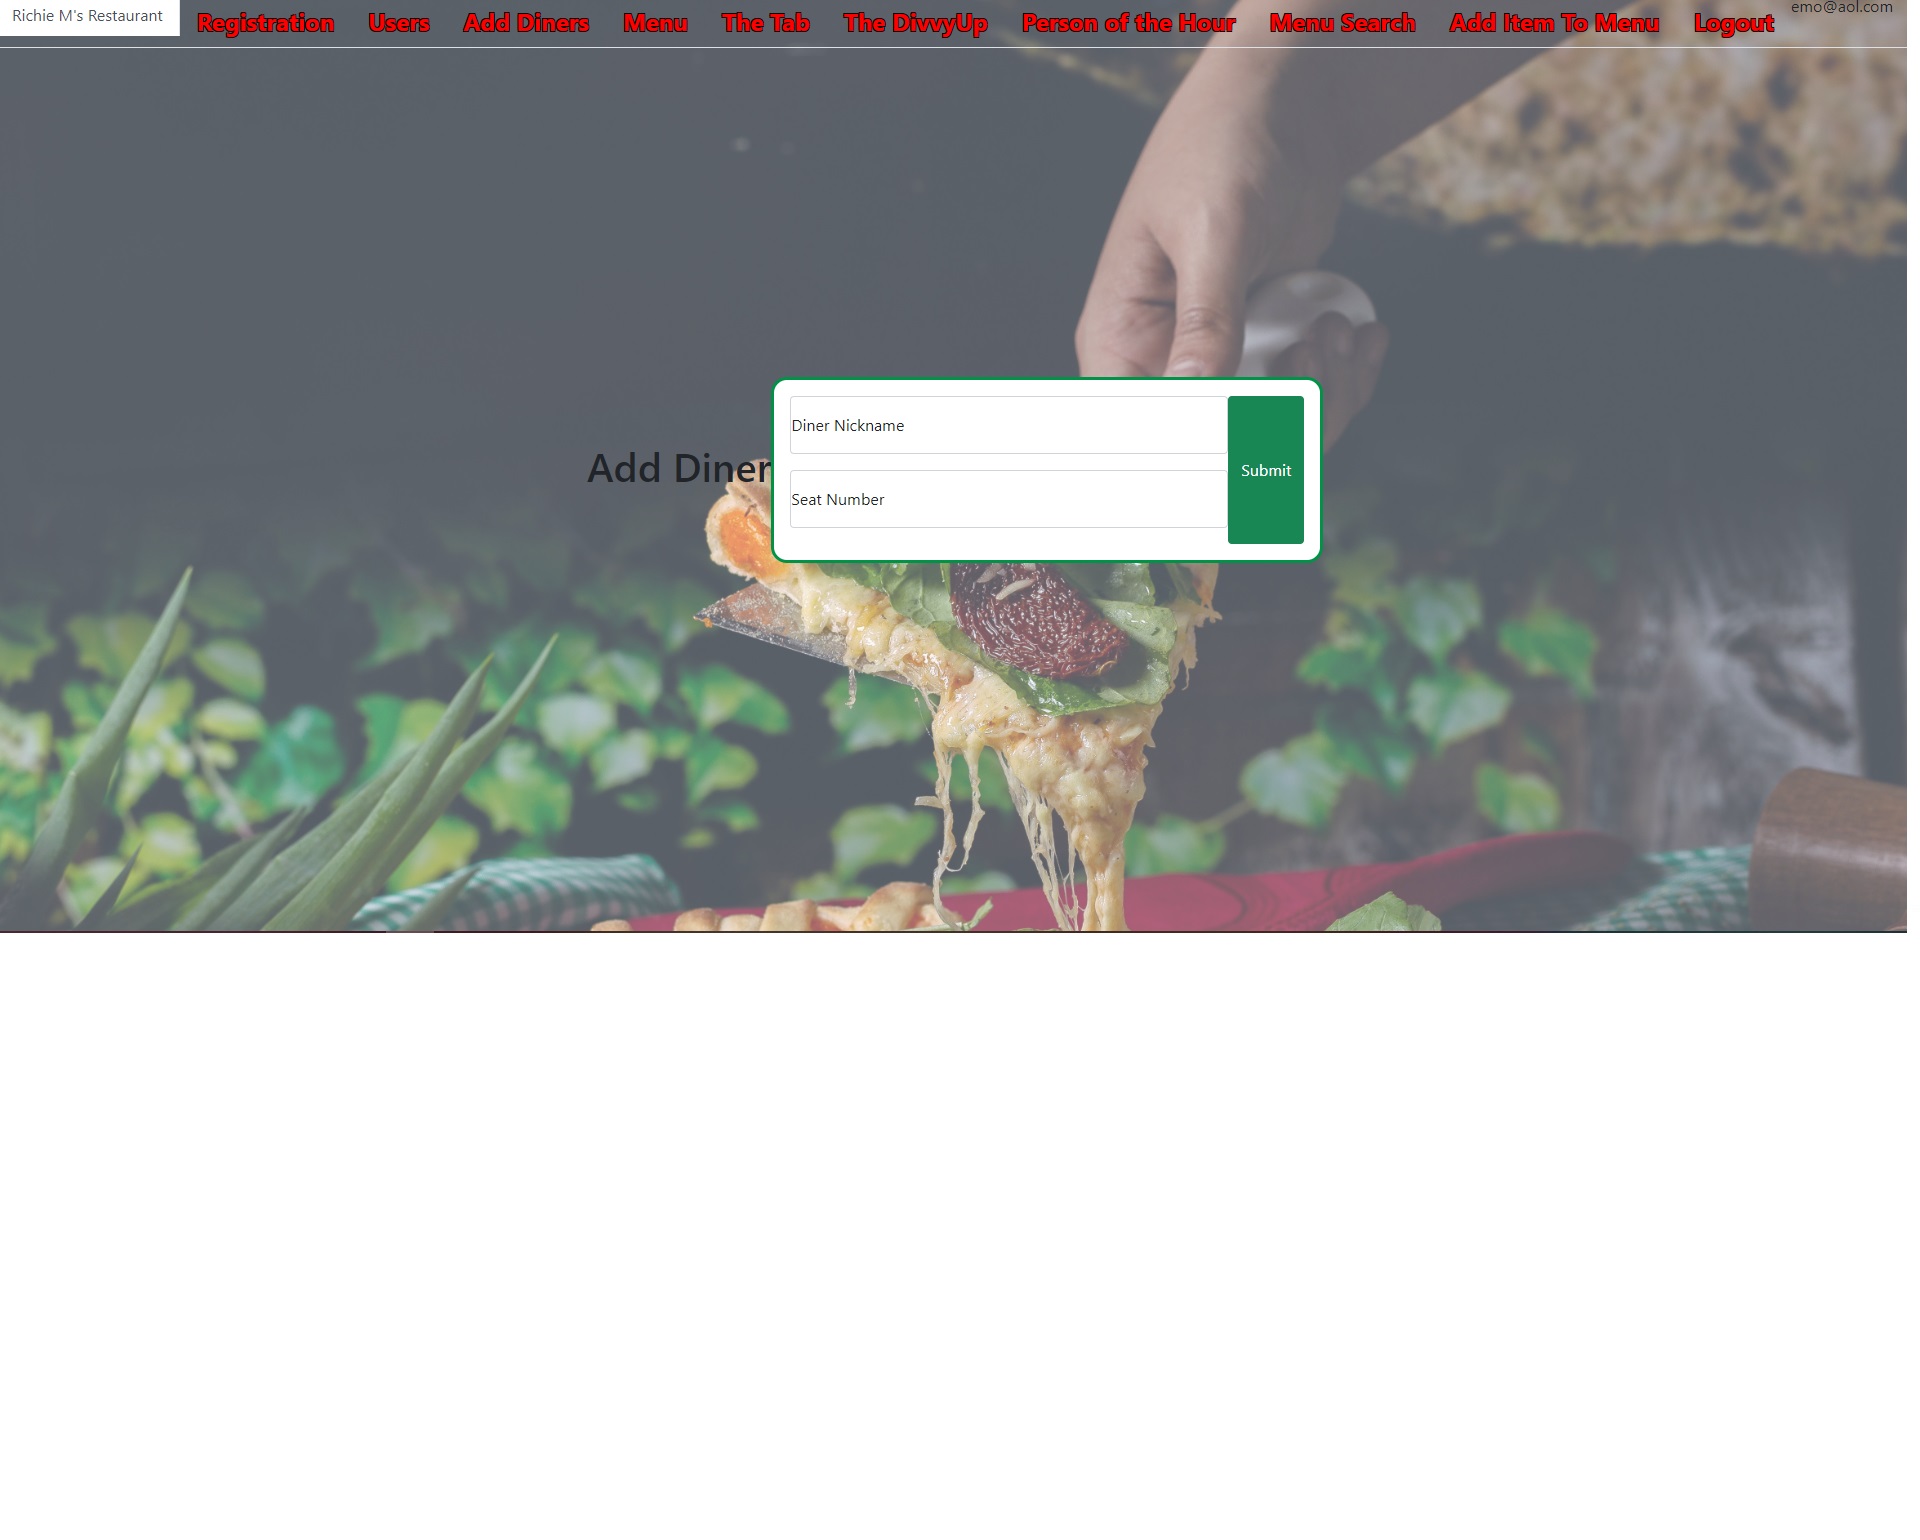 Richie M's Restaurant Registration Users Add Diners Menu The Tab The DivvyUp Person of the Hour Menu Search Add Item To Menu Logout emo@aol.com
Diner Nickname
Add Diner Submit
Seat Number